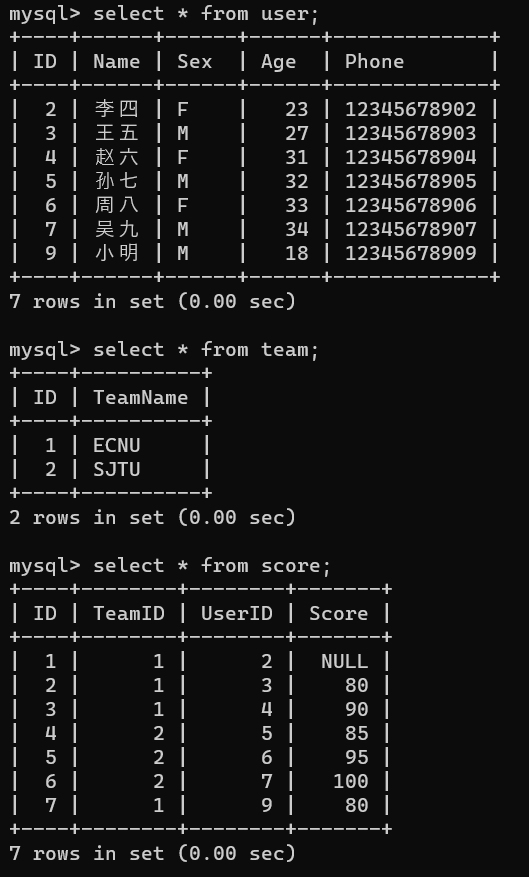 mysql> select * from user;
+----+------+------+------+-------------+
| ID | Name | Sex  | Age  | Phone       |
+----+------+------+------+-------------+
|  2 | 李四 | F    |   23 | 12345678902 |
|  3 | 王五 | M    |   27 | 12345678903 |
|  4 | 赵六 | F    |   31 | 12345678904 |
|  5 | 孙七 | M    |   32 | 12345678905 |
|  6 | 周八 | F    |   33 | 12345678906 |
|  7 | 吴九 | M    |   34 | 12345678907 |
|  9 | 小明 | M    |   18 | 12345678909 |
+----+------+------+------+-------------+
7 rows in set (0.00 sec)
mysql> select * from team;
+----+----------+
| ID | TeamName |
+----+----------+
|  1 | ECNU     |
|  2 | SJTU     |
+----+----------+
2 rows in set (0.00 sec)
mysql> select * from score;
+----+--------+--------+-------+
| ID | TeamID | UserID | Score |
+----+--------+--------+-------+
|  1 |      1 |      2 |  NULL |
|  2 |      1 |      3 |    80 |
|  3 |      1 |      4 |    90 |
|  4 |      2 |      5 |    85 |
|  5 |      2 |      6 |    95 |
|  6 |      2 |      7 |   100 |
|  7 |      1 |      9 |    80 |
+----+--------+--------+-------+
7 rows in set (0.00 sec)